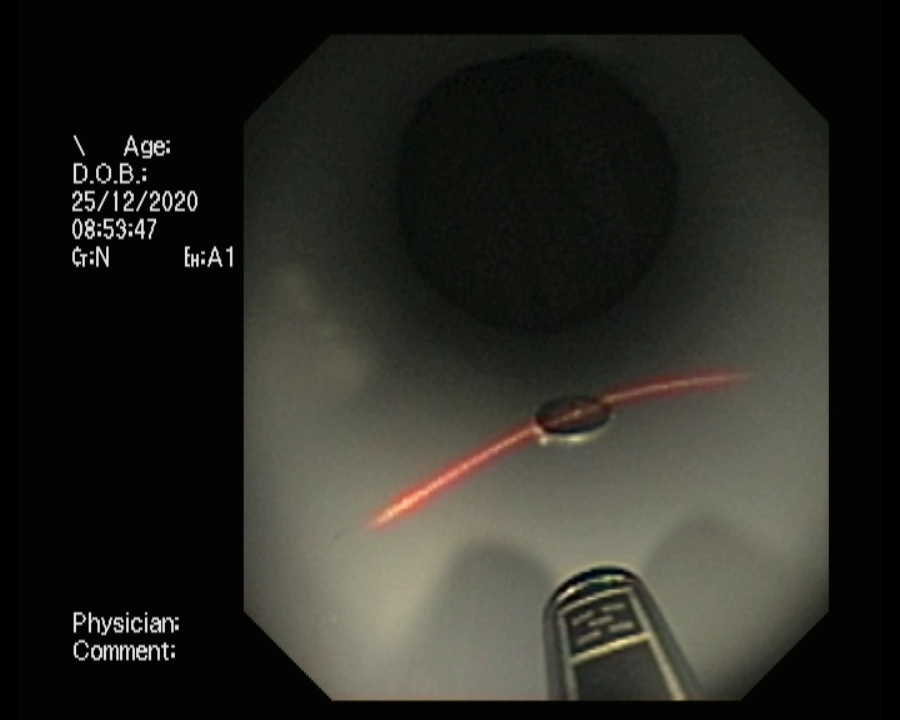 \ Age:
D.O.B.:
25/12/2020
08:53:47
Cr:N EH:A1
Physician:
Comment: